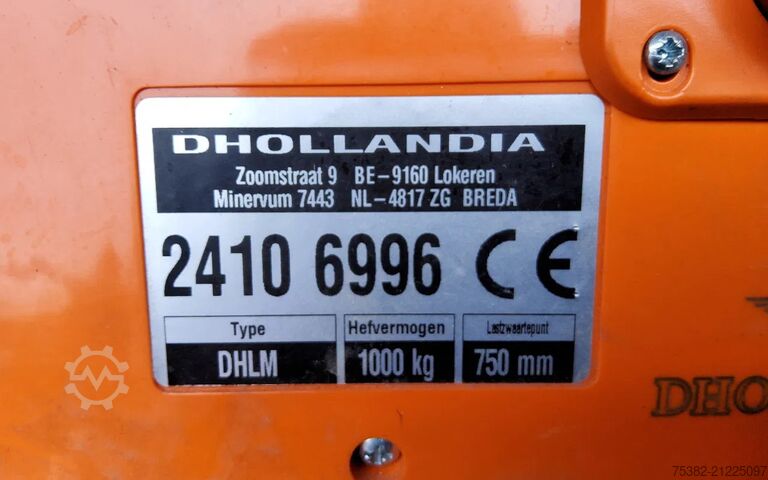 DHOLLANDIA
Zoomstraat 9 BE-9160 Lokeren
Minervum 7443 NL-4817 ZG BREDA
2410 6996 CE
Type Hefvermogen Lastzwaartepunt
DHLM 1000 kg 750 mm
DHO
75382-21225097